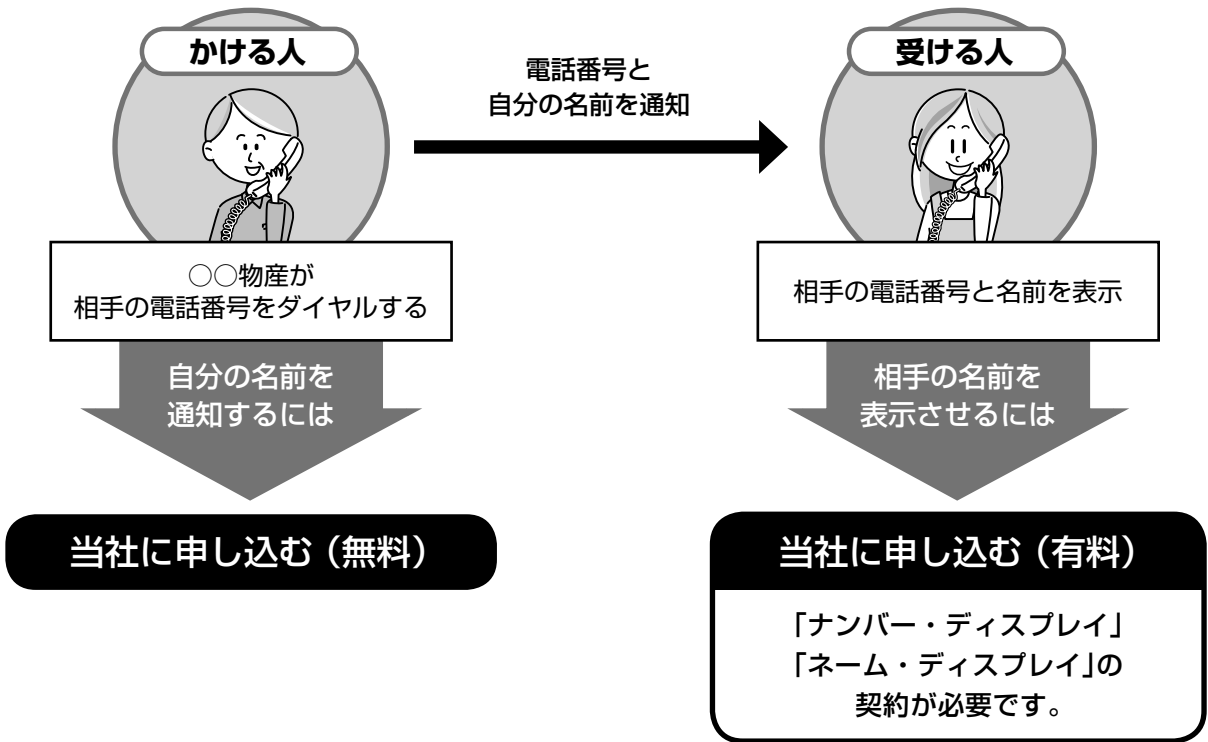 かける人
電話番号と
自分の名前を通知
受ける人
○○物産が
相手の電話番号をダイヤルする
相手の電話番号と名前を表示
自分の名前を
通知するには
相手の名前を
表示させるには
当社に申し込む（無料）
当社に申し込む（有料）
「ナンバー・ディスプレイ」
「ネーム・ディスプレイ」の
契約が必要です。